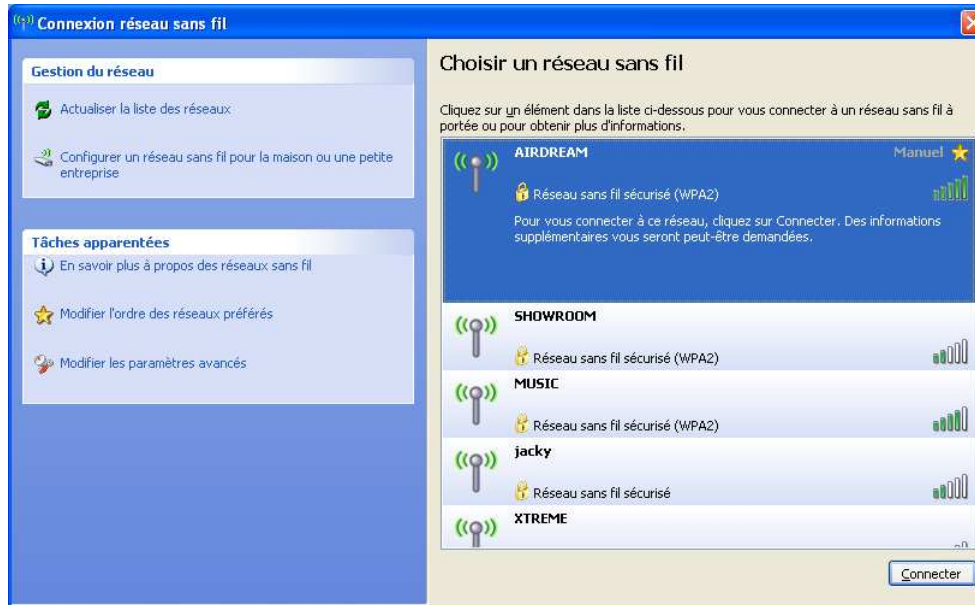 Connexion réseau sans fil
Gestion du réseau
Actualiser la liste des réseaux
Configurer un réseau sans fil pour la maison ou une petite
entreprise
Tâches apparentées
En savoir plus à propos des réseaux sans fil
Modifier l'ordre des réseaux préférés
Modifier les paramètres avancés
Choisir un réseau sans fil
Cliquez sur un élément dans la liste ci-dessous pour vous connecter à un réseau sans fil à
portée ou pour obtenir plus d'informations.
AIRDREAM Manuel
Réseau sans fil sécurisé (WPA2)
Pour vous connecter à ce réseau, cliquez sur Connecter. Des informations
supplémentaires vous seront peut-être demandées.
SHOWROOM
Réseau sans fil sécurisé (WPA2)
MUSIC
Réseau sans fil sécurisé (WPA2)
jacky
Réseau sans fil sécurisé
XTREME
Connecter